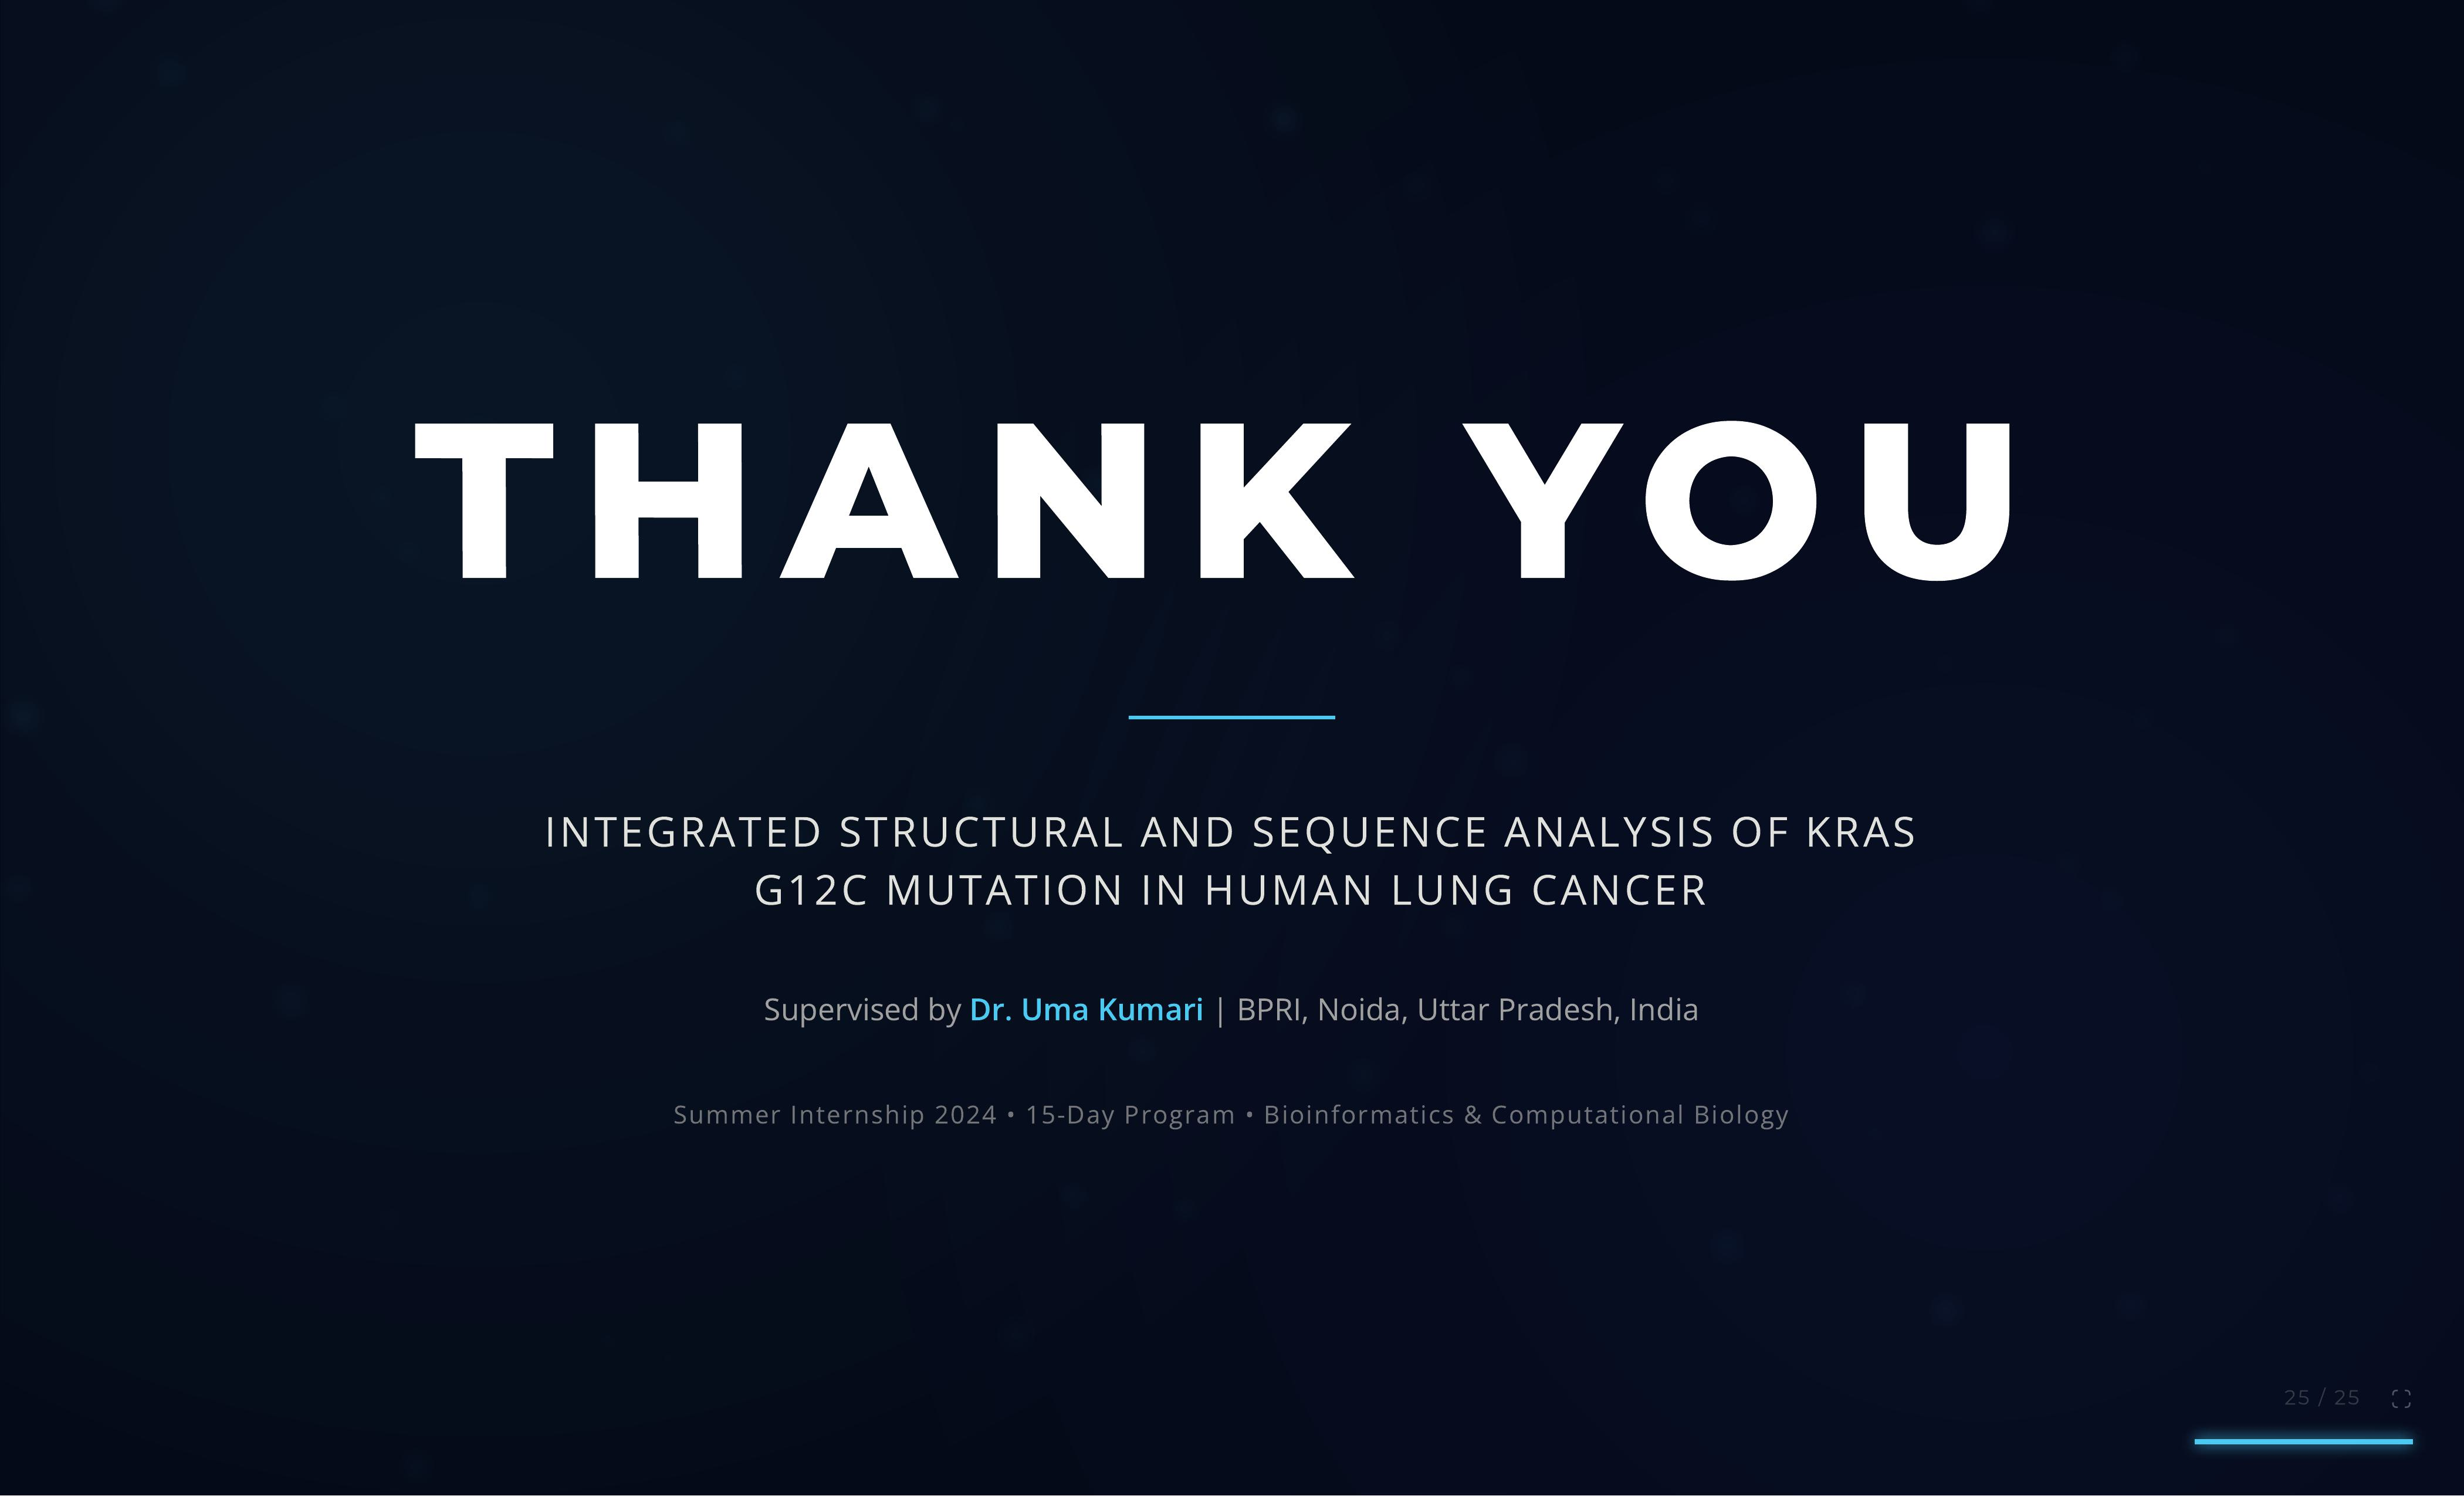 THANK YOU
INTEGRATED STRUCTURAL AND SEQUENCE ANALYSIS OF KRAS
G12C MUTATION IN HUMAN LUNG CANCER
Supervised by Dr. Uma Kumari | BPRI, Noida, Uttar Pradesh, India
Summer Internship 2024 • 15-Day Program • Bioinformatics & Computational Biology
25 / 25